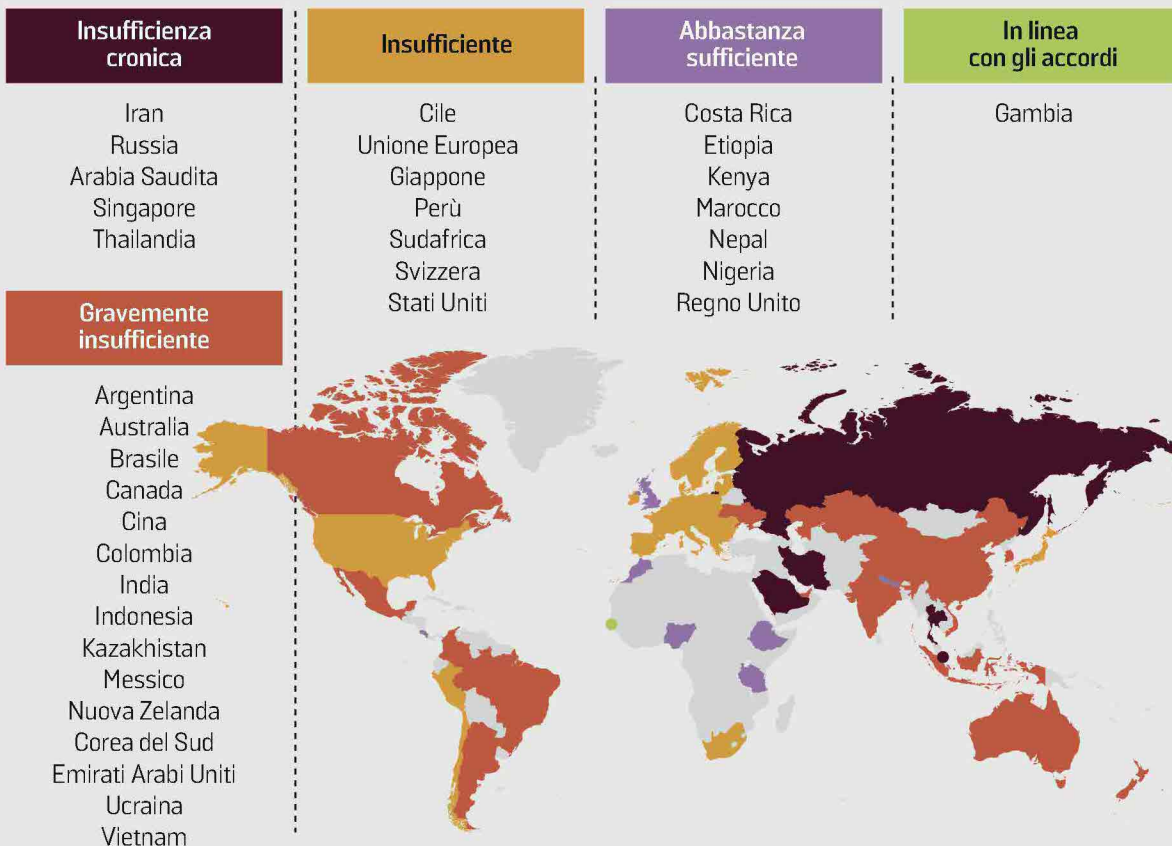 Insufficienza
cronica
Iran
Russia
Arabia Saudita
Singapore
Thailandia
Gravemente
insufficiente
Argentina
Australia
Brasile
Canada
Cina
Colombia
India
Indonesia
Kazakhistan
Messico
Nuova Zelanda
Corea del Sud
Emirati Arabi Uniti
Ucraina
Vietnam
Insufficiente
Cile
Unione Europea
Giappone
Perù
Sudafrica
Svizzera
Stati Uniti
Abbastanza
sufficiente
Costa Rica
Etiopia
Kenya
Marocco
Nepal
Nigeria
Regno Unito
In linea
con gli accordi
Gambia